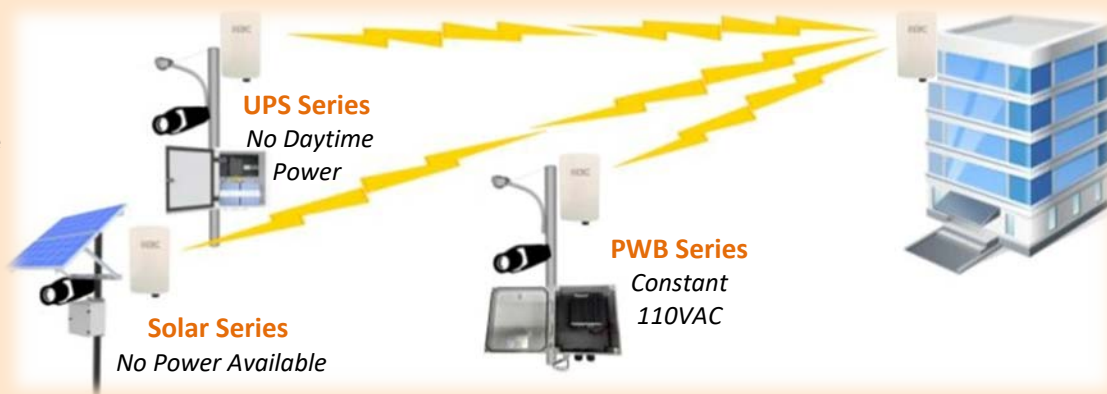 UPS Series
No Daytime
Power
PWB Series
Constant
110VAC
Solar Series
No Power Available